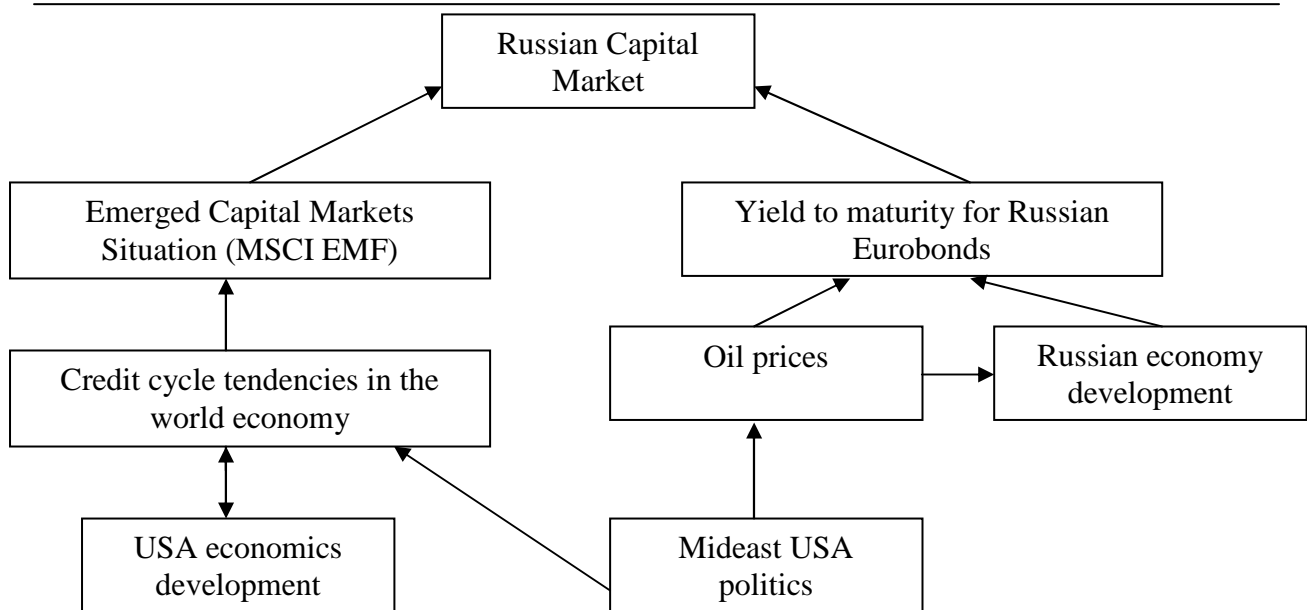 Russian Capital
Market
Emerged Capital Markets
Situation (MSCI EMF)
Yield to maturity for Russian
Eurobonds
Oil prices
Russian economy
development
Credit cycle tendencies in the
world economy
USA economics
development
Mideast USA
politics